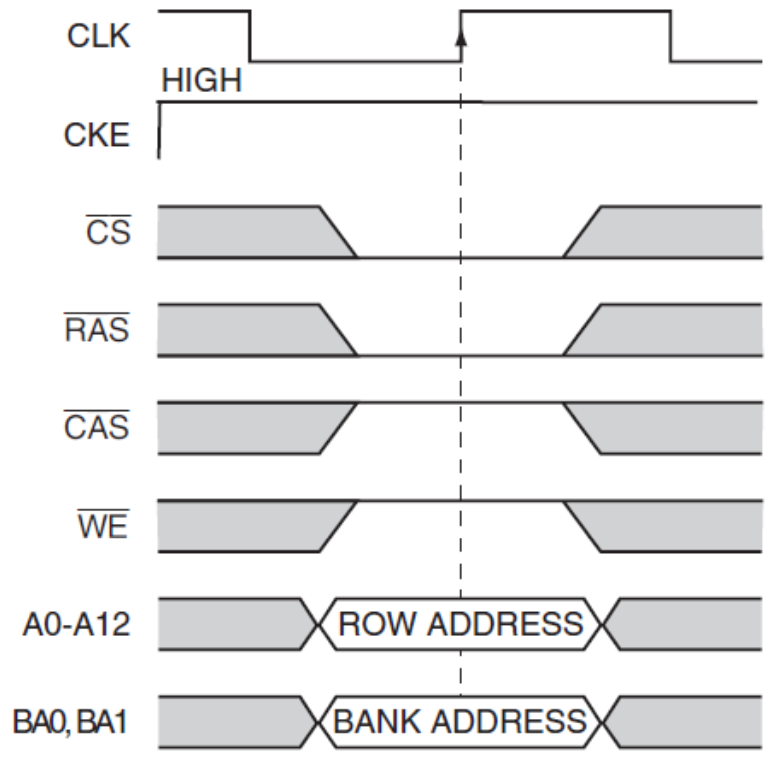 CLK
HIGH
CKE
CS
RAS
CAS
WE
A0-A12 ROW ADDRESS
BA0, BA1 BANK ADDRESS